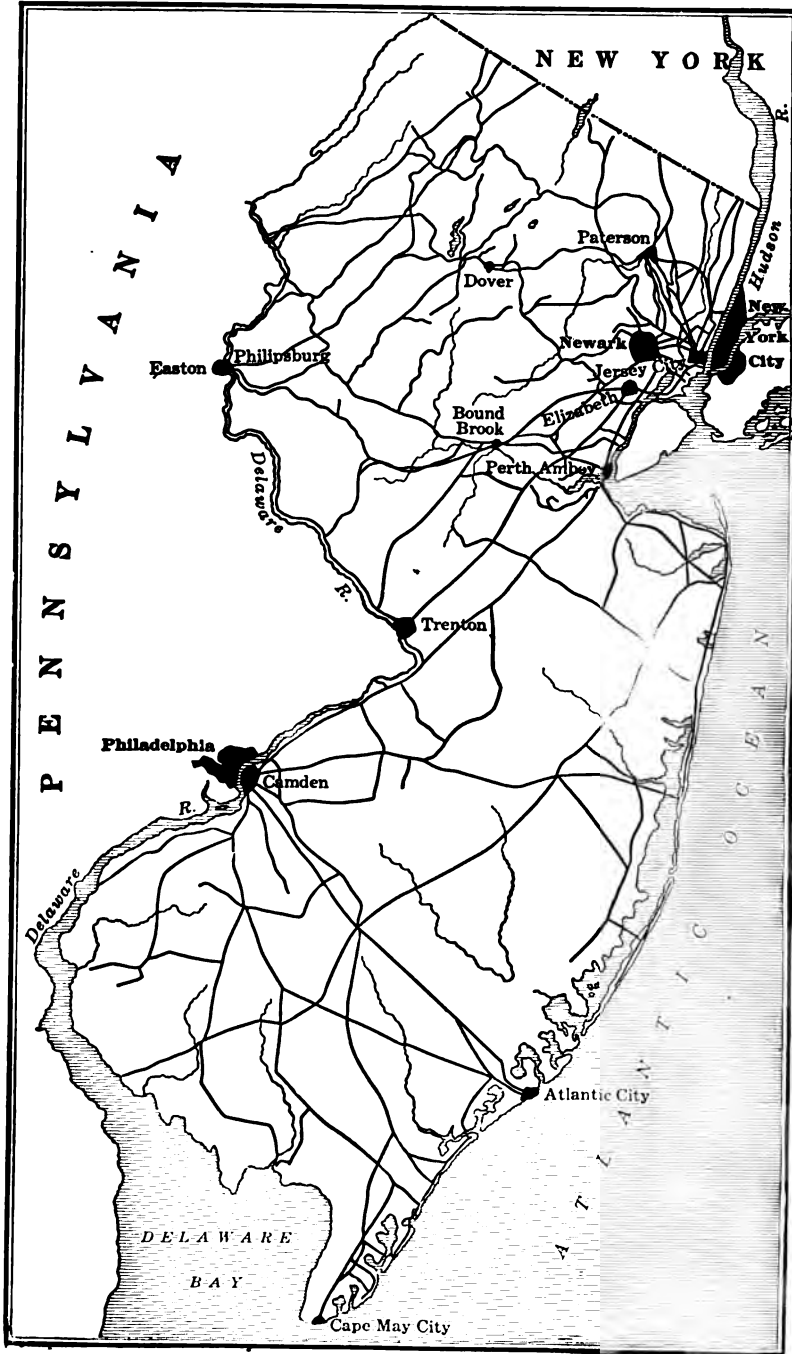 NEW YORK
R.
Hudson
PENNSYLVANIA
Paterson
Dover
New
York
City
Newark
Jersey City
Easton
Philipsburg
Elizabeth
Bound
Brook
Perth Amboy
Delaware
R.
Trenton
Philadelphia
Camden
R.
Delaware
ATLANTIC OCEAN
Atlantic City
DELAWARE
BAY
Cape May City